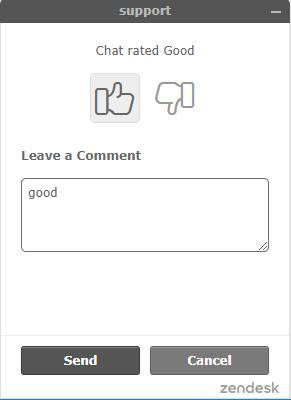 support
Chat rated Good
Leave a Comment
good
Send
Cancel
zendesk